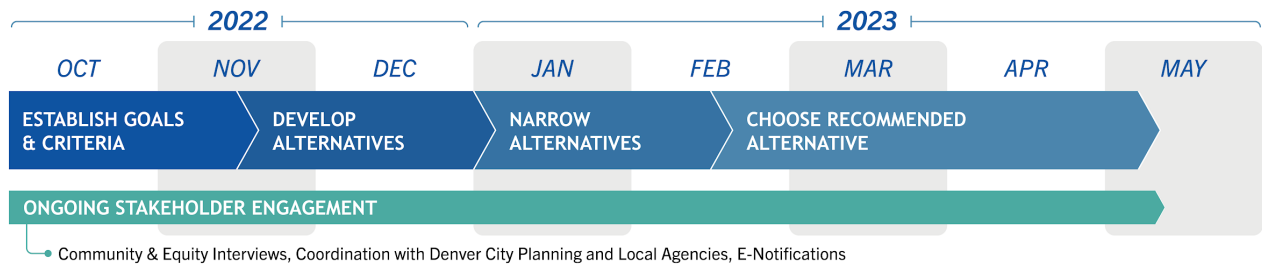 2022 2023
OCT NOV DEC JAN FEB MAR APR MAY
ESTABLISH GOALS
& CRITERIA
DEVELOP
ALTERNATIVES
NARROW
ALTERNATIVES
CHOOSE RECOMMENDED
ALTERNATIVE
ONGOING STAKEHOLDER ENGAGEMENT
Community & Equity Interviews, Coordination with Denver City Planning and Local Agencies, E-Notifications